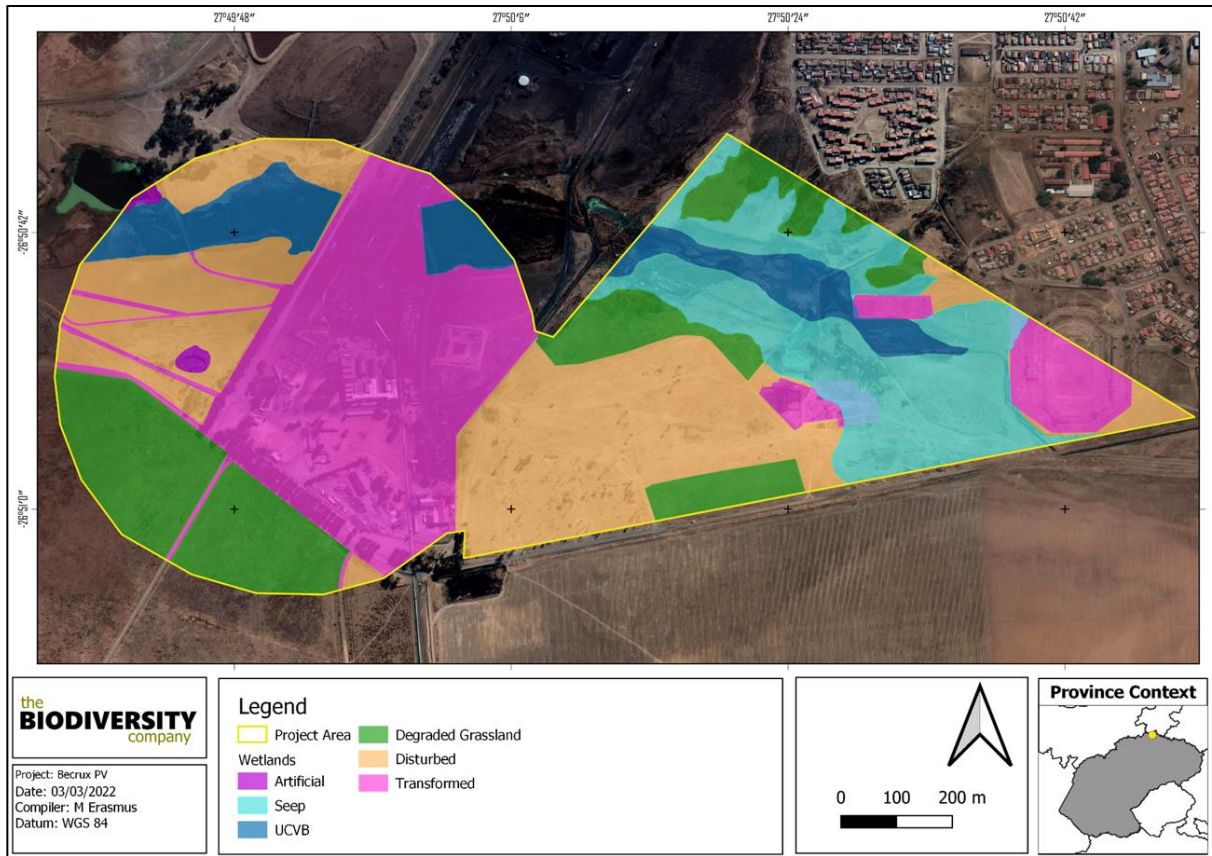 27°49'48" 27°50'6" 27°50'24" 27°50'42"
-26°50'42"
-26°51'0"
the
BIODIVERSITY
company
Project: Becrux PV
Date: 03/03/2022
Compiler: M Erasmus
Datum: WGS 84
Legend
Project Area
Wetlands
Artificial
Seep
UCVB
Degraded Grassland
Disturbed
Transformed
0 100 200 m
Province Context